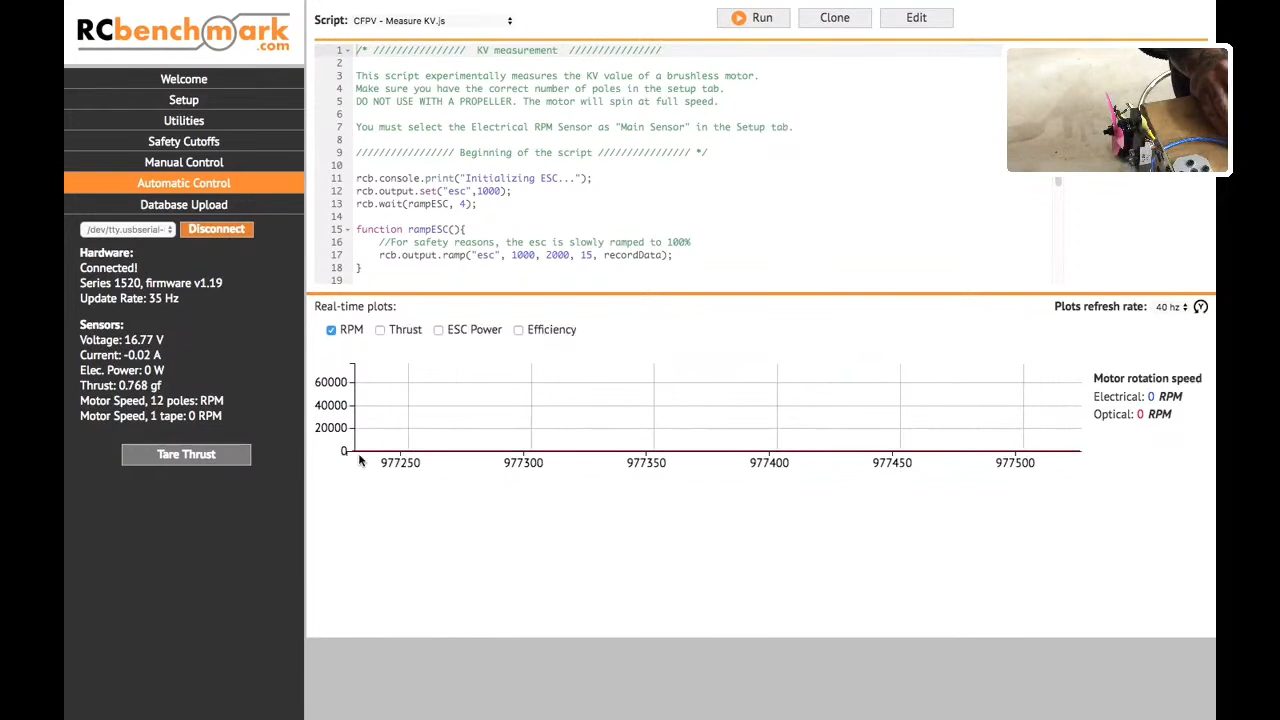 RCbenchmark
.com
Welcome
Setup
Utilities
Safety Cutoffs
Manual Control
Automatic Control
Database Upload
/dev/tty.usbserial- Disconnect
Hardware:
Connected!
Series 1520, firmware v1.19
Update Rate: 35 Hz
Sensors:
Voltage: 16.77 V
Current: -0.02 A
Elec. Power: 0 W
Thrust: 0.768 gf
Motor Speed, 12 poles: RPM
Motor Speed, 1 tape: 0 RPM
Tare Thrust
Script: CFPV - Measure KV.js Run Clone Edit
1 /* //////////////// KV measurement ////////////////
2
3 This script experimentally measures the KV value of a brushless motor.
4 Make sure you have the correct number of poles in the setup tab.
5 DO NOT USE WITH A PROPELLER. The motor will spin at full speed.
6
7 You must select the Electrical RPM Sensor as "Main Sensor" in the Setup tab.
8
9 ///////////////// Beginning of the script //////////////// */
10
11 rcb.console.print("Initializing ESC...");
12 rcb.output.set("esc",1000);
13 rcb.wait(rampESC, 4);
14
15 function rampESC(){
16 //For safety reasons, the esc is slowly ramped to 100%
17 rcb.output.ramp("esc", 1000, 2000, 15, recordData);
18 }
19
Real-time plots: Plots refresh rate: 40 hz
RPM Thrust ESC Power Efficiency
60000
40000
20000
0
977250 977300 977350 977400 977450 977500
Motor rotation speed
Electrical: 0 RPM
Optical: 0 RPM